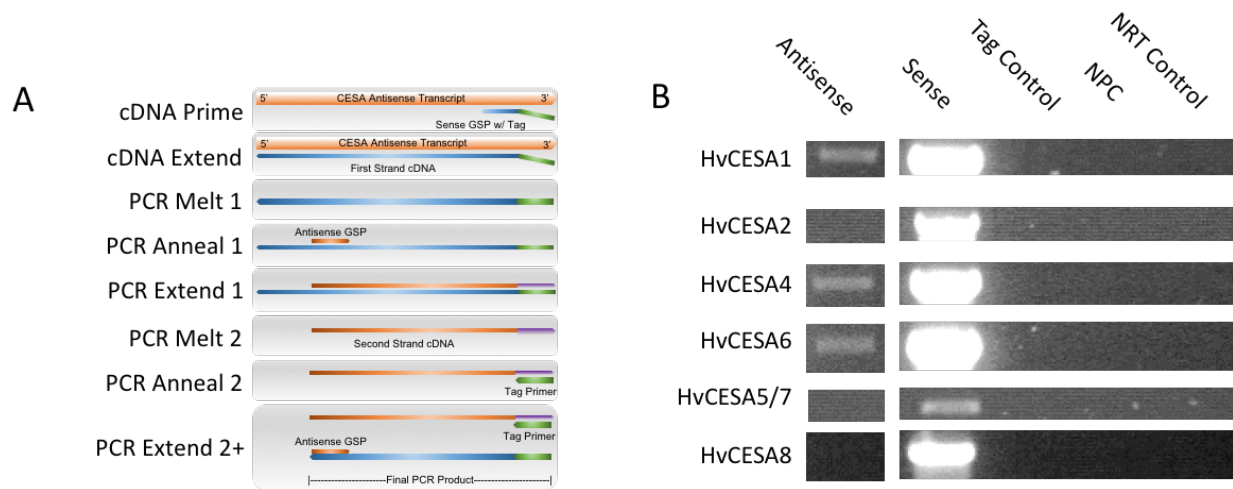 A
cDNA Prime
5’ CESA Antisense Transcript 3’
Sense GSP w/ Tag
cDNA Extend
5’ CESA Antisense Transcript 3’
First Strand cDNA
PCR Melt 1
PCR Anneal 1
Antisense GSP
PCR Extend 1
PCR Melt 2
Second Strand cDNA
PCR Anneal 2
Tag Primer
PCR Extend 2+
Tag Primer
Antisense GSP
Final PCR Product
B
Antisense
Sense
Tag Control
NPC
NRT Control
HvCESA1
HvCESA2
HvCESA4
HvCESA6
HvCESA5/7
HvCESA8